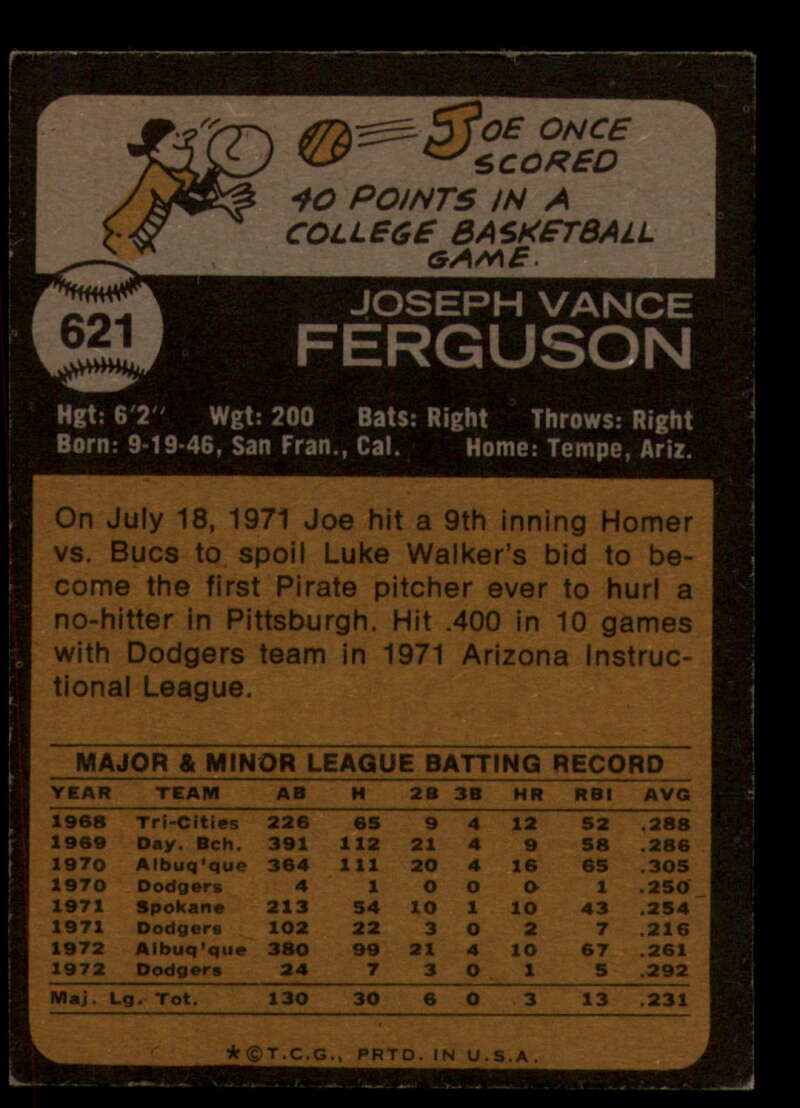 JOE ONCE
SCORED
40 POINTS IN A
COLLEGE BASKETBALL
GAME.
621
JOSEPH VANCE
FERGUSON
Hgt: 6'2" Wgt: 200 Bats: Right Throws: Right
Born: 9-19-46, San Fran., Cal. Home: Tempe, Ariz.
On July 18, 1971 Joe hit a 9th inning Homer
vs. Bucs to spoil Luke Walker's bid to be-
come the first Pirate pitcher ever to hurl a
no-hitter in Pittsburgh. Hit .400 in 10 games
with Dodgers team in 1971 Arizona Instruc-
tional League.
MAJOR & MINOR LEAGUE BATTING RECORD
YEAR TEAM AB H 2B 3B HR RBI AVG
1968 Tri-Cities 226 65 9 4 12 52 .288
1969 Day. Bch. 391 112 21 4 9 58 .286
1970 Albuq'que 364 111 20 4 16 65 .305
1970 Dodgers 4 1 0 0 0 1 .250
1971 Spokane 213 54 10 1 10 43 .254
1971 Dodgers 102 22 3 0 2 7 .216
1972 Albuq'que 380 99 21 4 10 67 .261
1972 Dodgers 24 7 3 0 1 5 .292
Maj. Lg. Tot. 130 30 6 0 3 13 .231
*©T.C.G., PRTD. IN U.S.A.